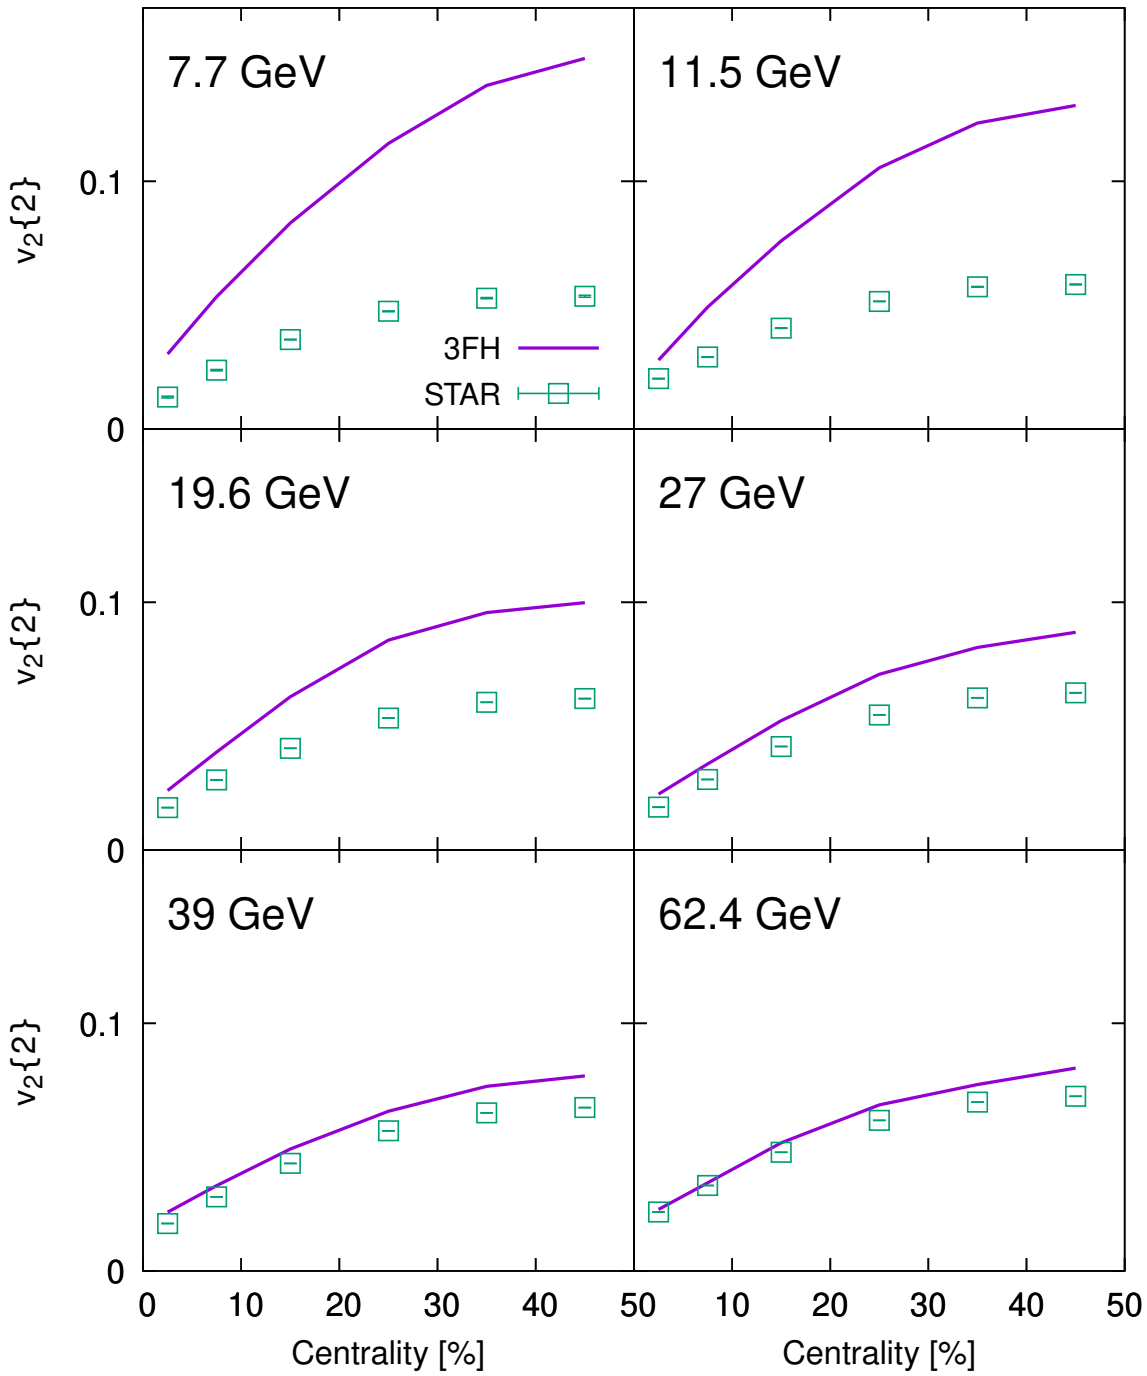 7.7 GeV
11.5 GeV
v₂{2}
0.1
3FH
STAR
0
19.6 GeV
27 GeV
v₂{2}
0.1
0
39 GeV
62.4 GeV
v₂{2}
0.1
0
0 10 20 30 40 50 10 20 30 40 50
Centrality [%] Centrality [%]